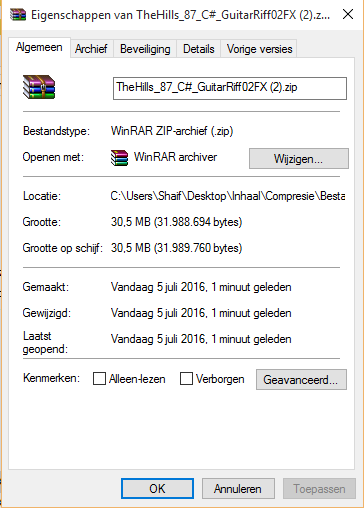 Eigenschappen van TheHills_87_C#_GuitarRiff02FX (2).z...
Algemeen Archief Beveiliging Details Vorige versies
TheHills_87_C#_GuitarRiff02FX (2).zip
Bestandstype: WinRAR ZIP-archief (.zip)
Openen met: WinRAR archiver Wijzigen...
Locatie: C:\Users\Shaif\Desktop\Inhaal\Compresie\Besta
Grootte: 30,5 MB (31.988.694 bytes)
Grootte op schijf: 30,5 MB (31.989.760 bytes)
Gemaakt: Vandaag 5 juli 2016, 1 minuut geleden
Gewijzigd: Vandaag 5 juli 2016, 1 minuut geleden
Laatst geopend: Vandaag 5 juli 2016, 1 minuut geleden
Kenmerken: Alleen-lezen Verborgen Geavanceerd...
OK Annuleren Toepassen